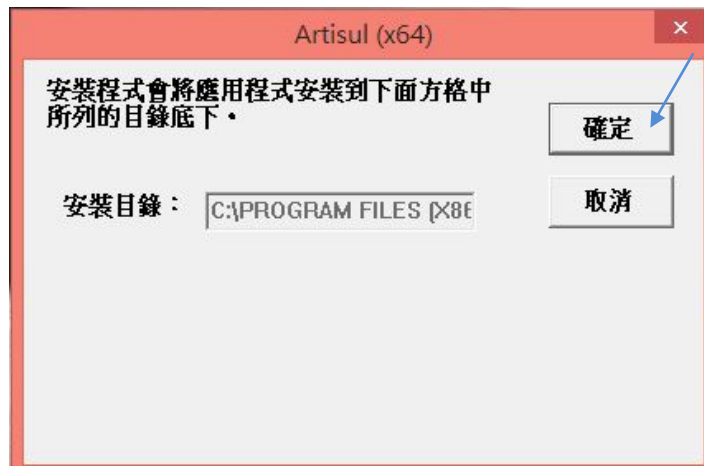 Artisul (x64)
安裝程式會將應用程式安裝到下面方格中
所列的目錄底下。
確定
安裝目錄：
C:\PROGRAM FILES (X86
取消